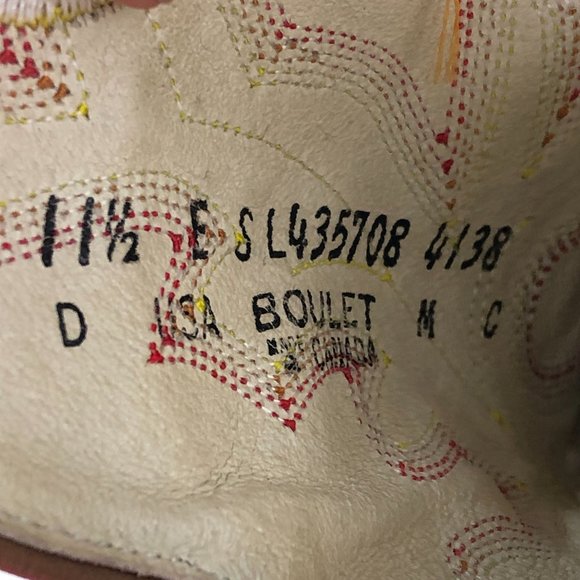 11½ E SL435708 4138
D USA BOULET M C
MADE IN CANADA